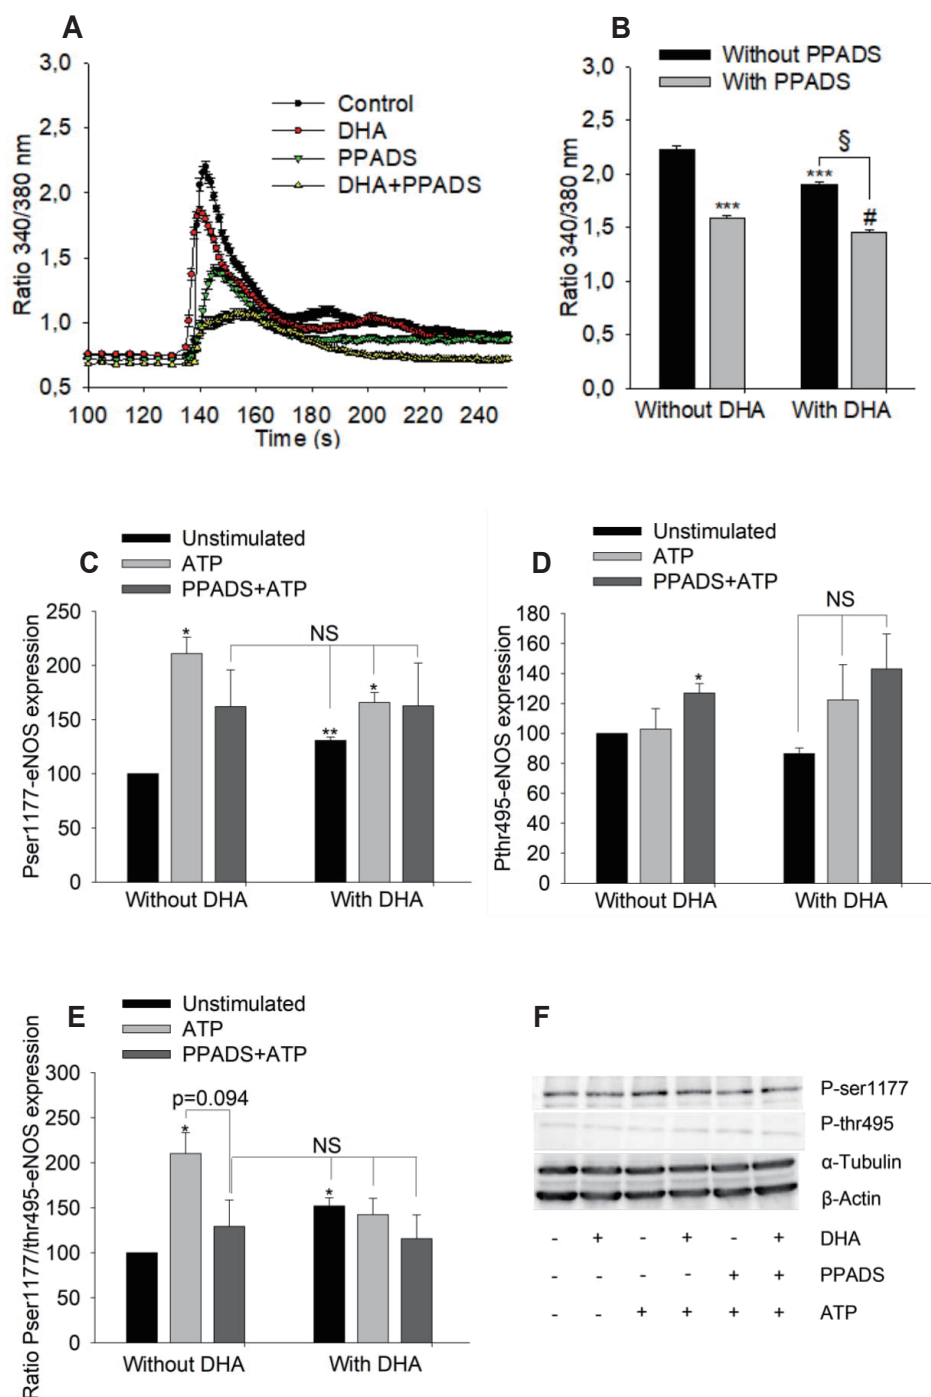 A
3,0
2,5
2,0
1,5
1,0
0,5
Ratio 340/380 nm
Control
DHA
PPADS
DHA+PPADS
100 120 140 160 180 200 220 240
Time (s)
B
Without PPADS
With PPADS
3,0
2,5
2,0
1,5
1,0
0,5
0,0
Ratio 340/380 nm
***
***
§
#
Without DHA With DHA
C
Unstimulated
ATP
PPADS+ATP
250
200
150
100
50
0
Pser1177-eNOS expression
*
NS
**
*
Without DHA With DHA
D
Unstimulated
ATP
PPADS+ATP
180
160
140
120
100
80
60
40
20
0
Pthr495-eNOS expression
*
NS
Without DHA With DHA
E
Unstimulated
ATP
PPADS+ATP
300
250
200
150
100
50
0
Ratio Pser1177/thr495-eNOS expression
p=0.094
*
NS
*
Without DHA With DHA
F
P-ser1177
P-thr495
α-Tubulin
β-Actin
- + - + - + DHA
- - - - + + PPADS
- - + + + + ATP